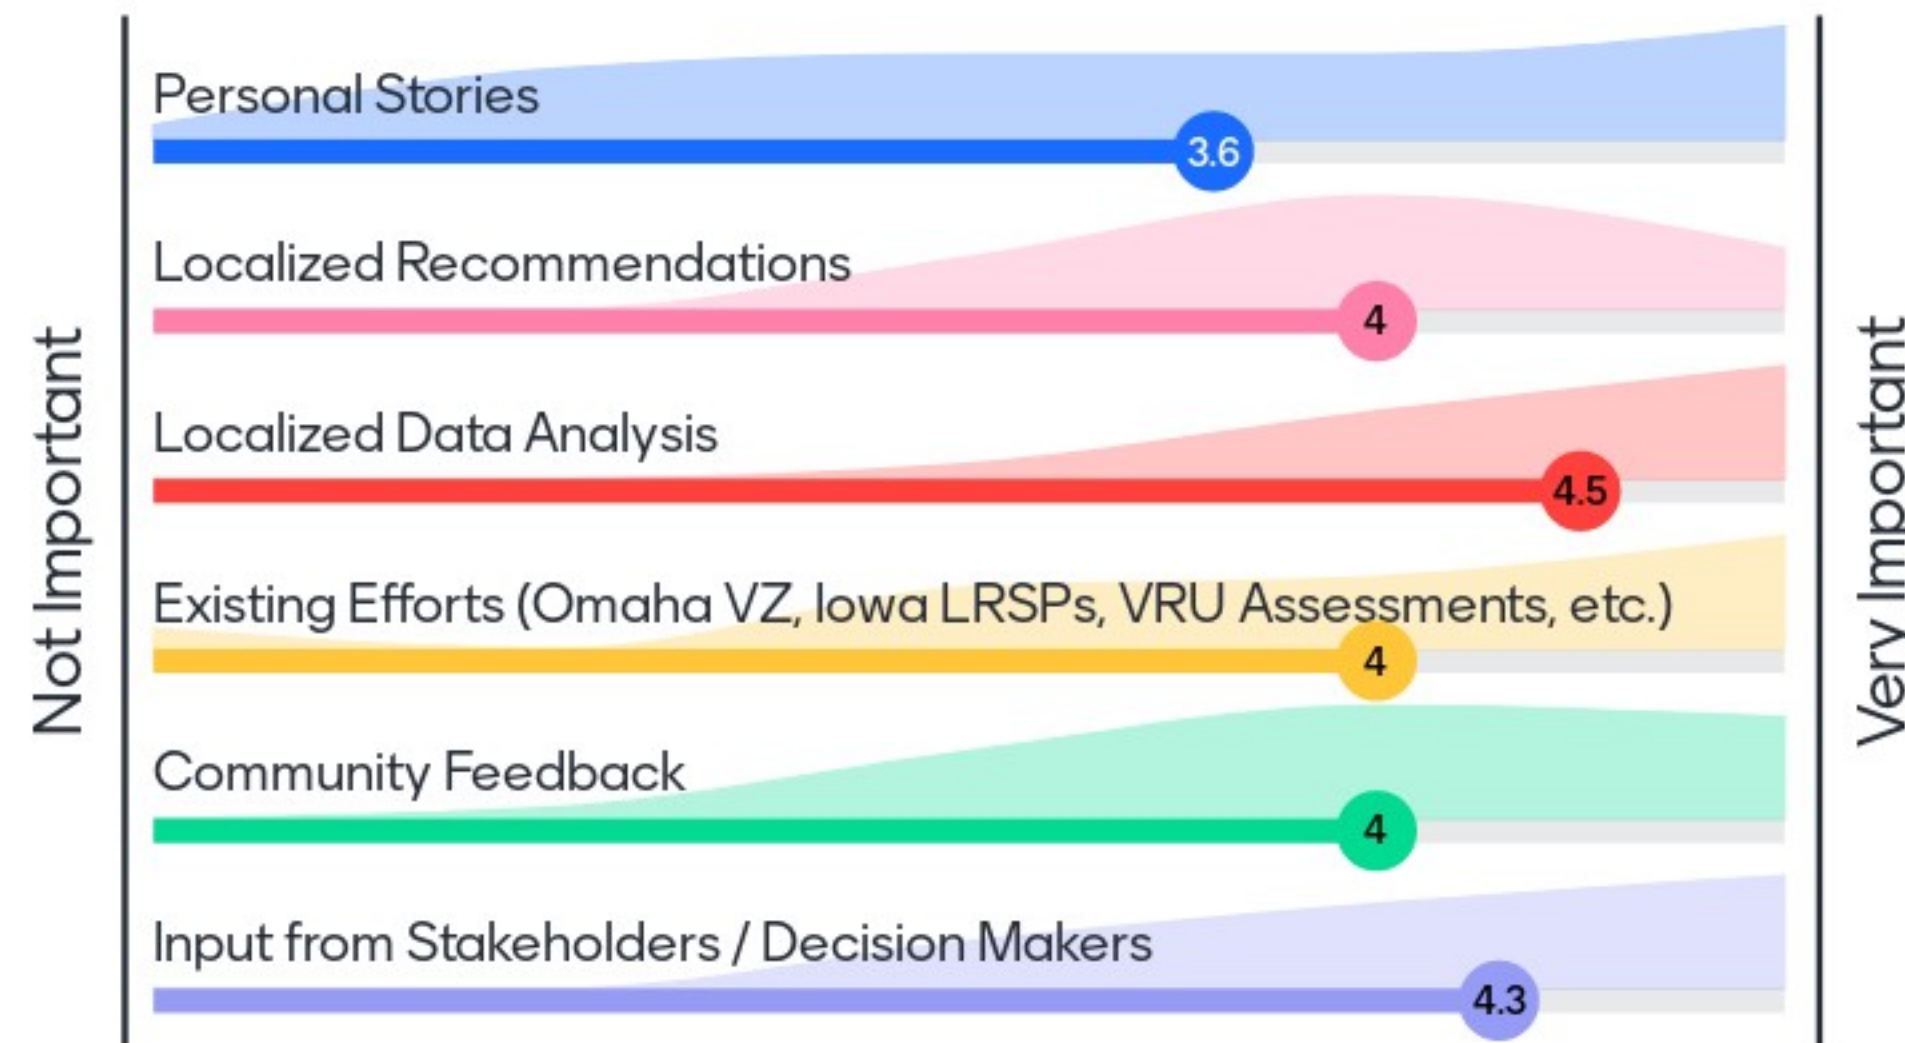 Not Important
Personal Stories
3.6
Localized Recommendations
4
Localized Data Analysis
4.5
Existing Efforts (Omaha VZ, Iowa LRSPs, VRU Assessments, etc.)
4
Community Feedback
4
Input from Stakeholders / Decision Makers
4.3
Very Important